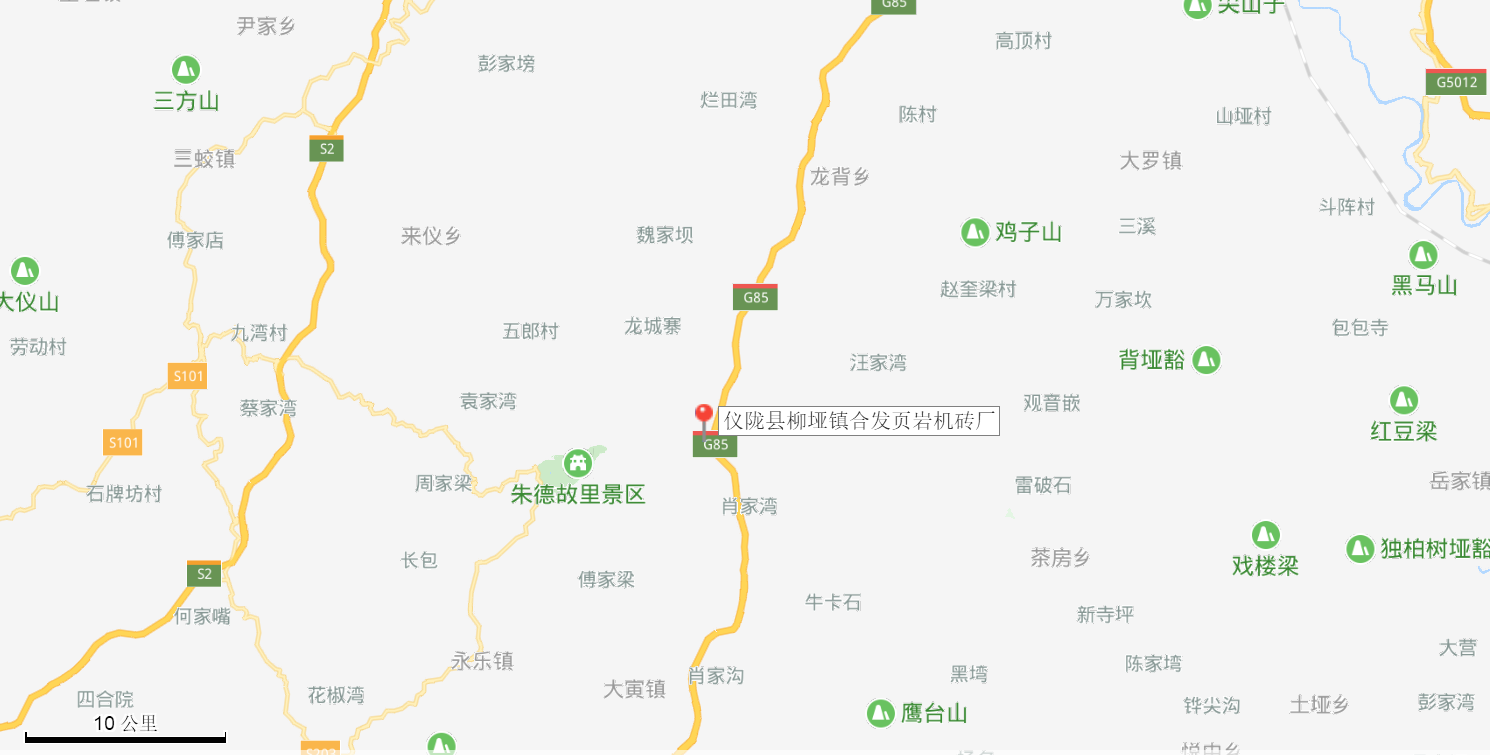 G85
尖山子
尹家乡
高顶村
彭家塝
三方山
G5012
烂田湾
陈村
山垭村
S2
三蛟镇
大罗镇
龙背乡
斗阵村
三溪
鸡子山
来仪乡
魏家坝
傅家店
黑马山
大仪山
赵奎梁村
万家坎
G85
包包寺
龙城寨
五郎村
九湾村
劳动村
背垭豁
汪家湾
S101
袁家湾
蔡家湾
观音嵌
仪陇县柳垭镇合发页岩机砖厂
红豆梁
S101
G85
周家梁
岳家镇
雷破石
石牌坊村
朱德故里景区
肖家湾
独柏树垭豁
茶房乡
戏楼梁
长包
S2
傅家梁
牛卡石
新寺坪
何家嘴
大营
永乐镇
陈家塆
黑塆
肖家沟
大寅镇
花椒湾
四合院
彭家湾
土垭乡
铧尖沟
鹰台山
10 公里